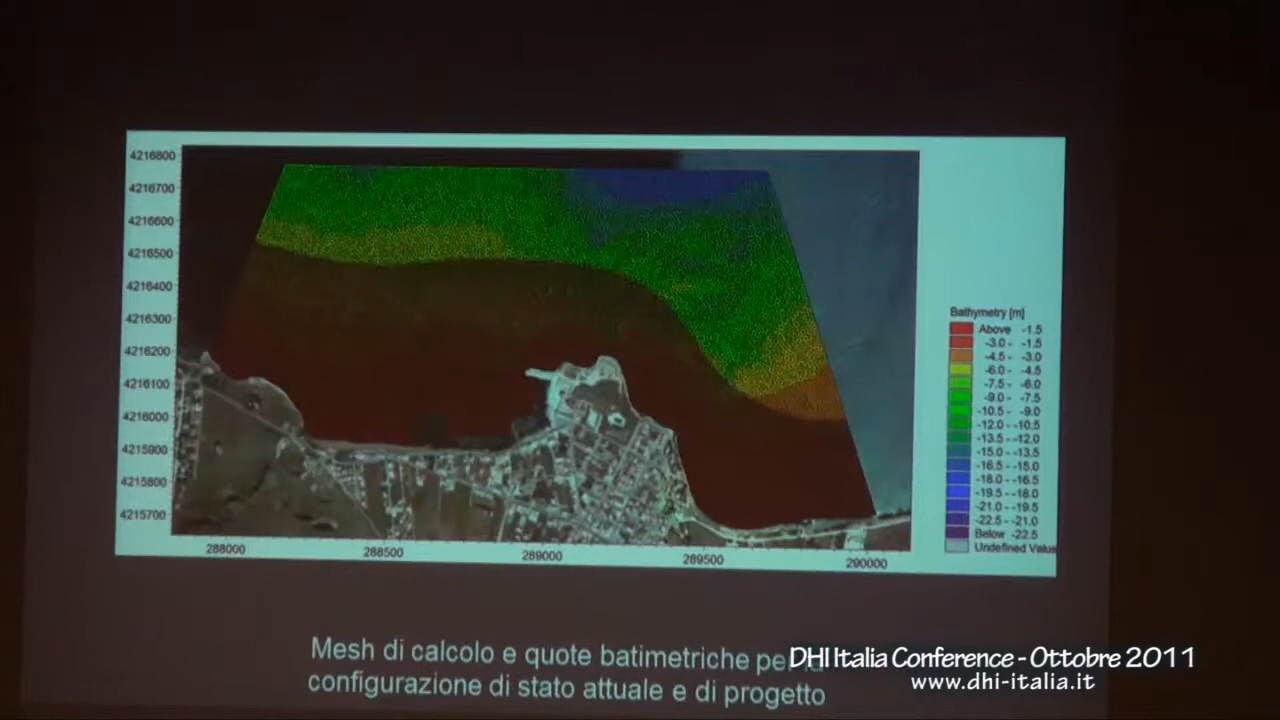 4216800
4216700
4216600
4216500
4216400
4216300
4216200
4216100
4216000
4215900
4215800
4215700
288000
288500
289000
289500
290000
Bathymetry [m]
Above -1.5
-3.0 - -1.5
-4.5 - -3.0
-6.0 - -4.5
-7.5 - -6.0
-9.0 - -7.5
-10.5 - -9.0
-12.0 - -10.5
-13.5 - -12.0
-15.0 - -13.5
-16.5 - -15.0
-18.0 - -16.5
-19.5 - -18.0
-21.0 - -19.5
-22.5 - -21.0
Below -22.5
Undefined Value
Mesh di calcolo e quote batimetriche per la
configurazione di stato attuale e di progetto
DHI Italia Conference - Ottobre 2011
www.dhi-italia.it